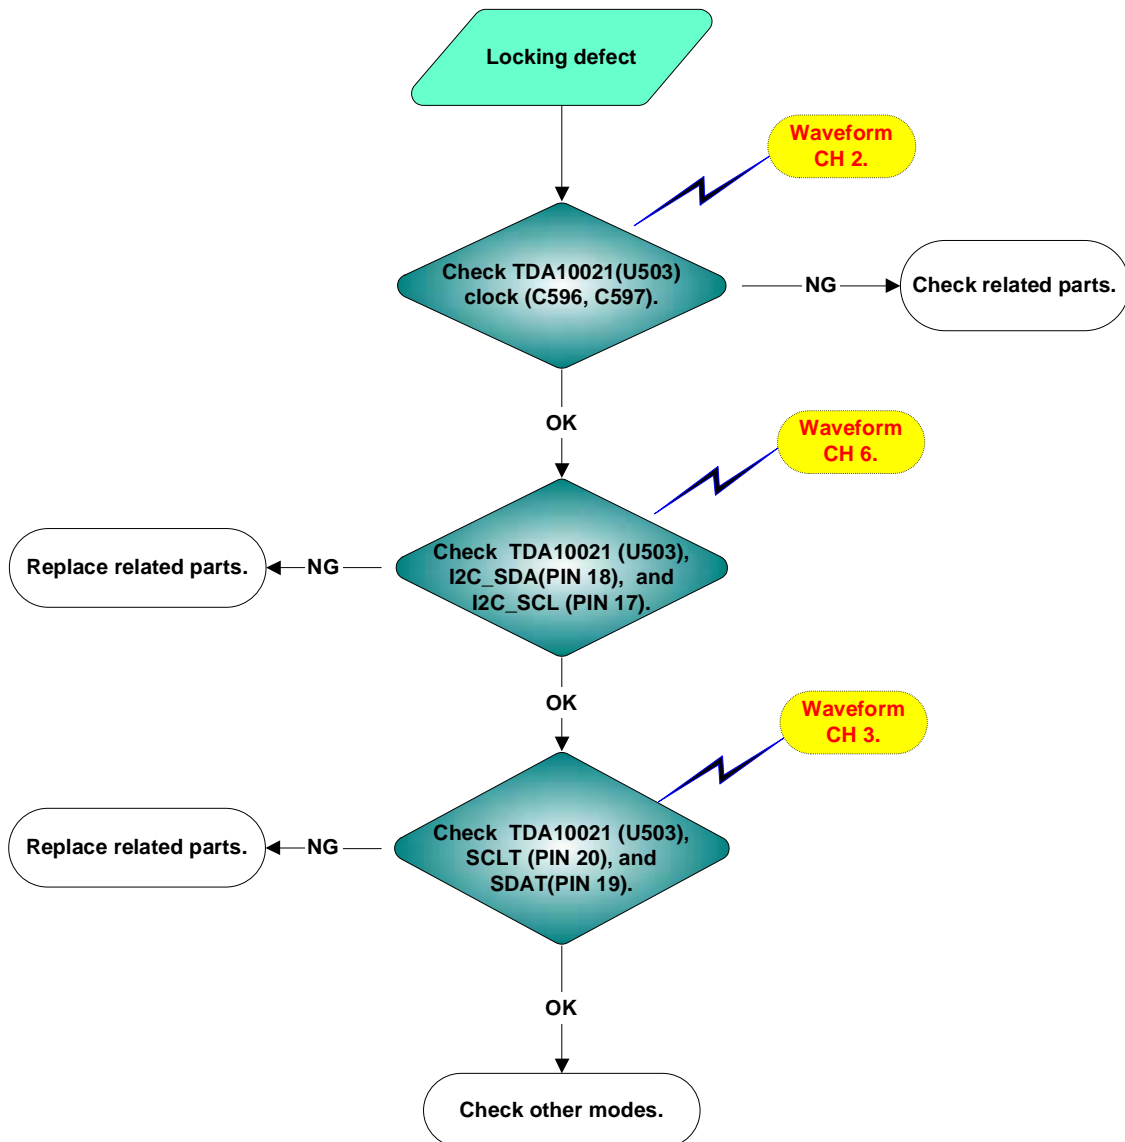 Locking defect
Waveform
CH 2.
Check TDA10021(U503)
clock (C596, C597).
NG
Check related parts.
OK
Waveform
CH 6.
Check  TDA10021 (U503),
I2C_SDA(PIN 18),  and
I2C_SCL (PIN 17).
NG
Replace related parts.
OK
Waveform
CH 3.
Check  TDA10021 (U503),
SCLT (PIN 20), and
SDAT(PIN 19).
NG
Replace related parts.
OK
Check other modes.